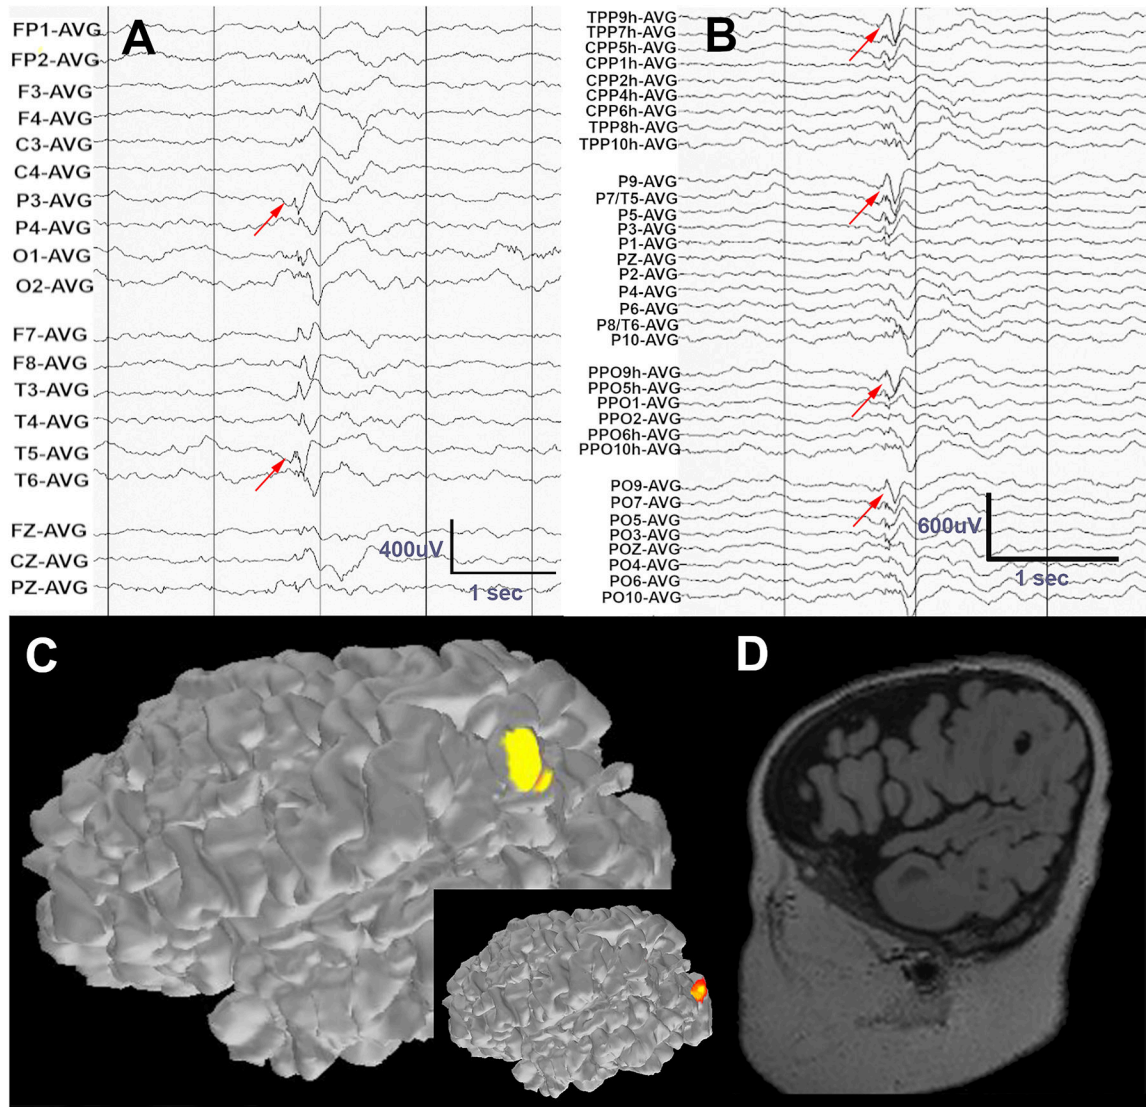 A
FP1-AVG
FP2-AVG
F3-AVG
F4-AVG
C3-AVG
C4-AVG
P3-AVG
P4-AVG
O1-AVG
O2-AVG
F7-AVG
F8-AVG
T3-AVG
T4-AVG
T5-AVG
T6-AVG
FZ-AVG
CZ-AVG
PZ-AVG
400uV
1 sec
B
TPP9h-AVG
TPP7h-AVG
CPP5h-AVG
CPP1h-AVG
CPP2h-AVG
CPP4h-AVG
CPP6h-AVG
TPP8h-AVG
TPP10h-AVG
P9-AVG
P7/T5-AVG
P5-AVG
P3-AVG
P1-AVG
PZ-AVG
P2-AVG
P4-AVG
P6-AVG
P8/T6-AVG
P10-AVG
PPO9h-AVG
PPO5h-AVG
PPO1-AVG
PPO2-AVG
PPO6h-AVG
PPO10h-AVG
PO9-AVG
PO7-AVG
PO5-AVG
PO3-AVG
POZ-AVG
PO4-AVG
PO6-AVG
PO10-AVG
600uV
1 sec
C
D